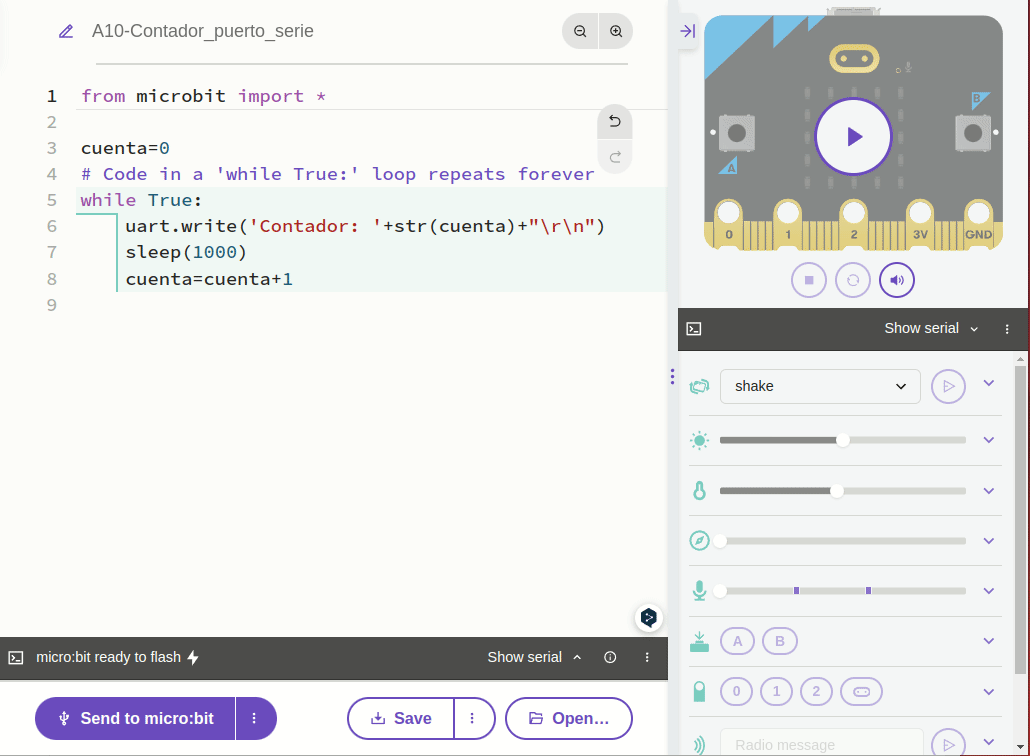 A10-Contador_puerto_serie
1 from microbit import *
2
3 cuenta=0
4 # Code in a 'while True:' loop repeats forever
5 while True:
6 uart.write('Contador: '+str(cuenta)+"\r\n")
7 sleep(1000)
8 cuenta=cuenta+1
9
micro:bit ready to flash Show serial
Send to micro:bit Save Open...
B
A
0 1 2 3V GND
Show serial
shake
A B
0 1 2
Radio message